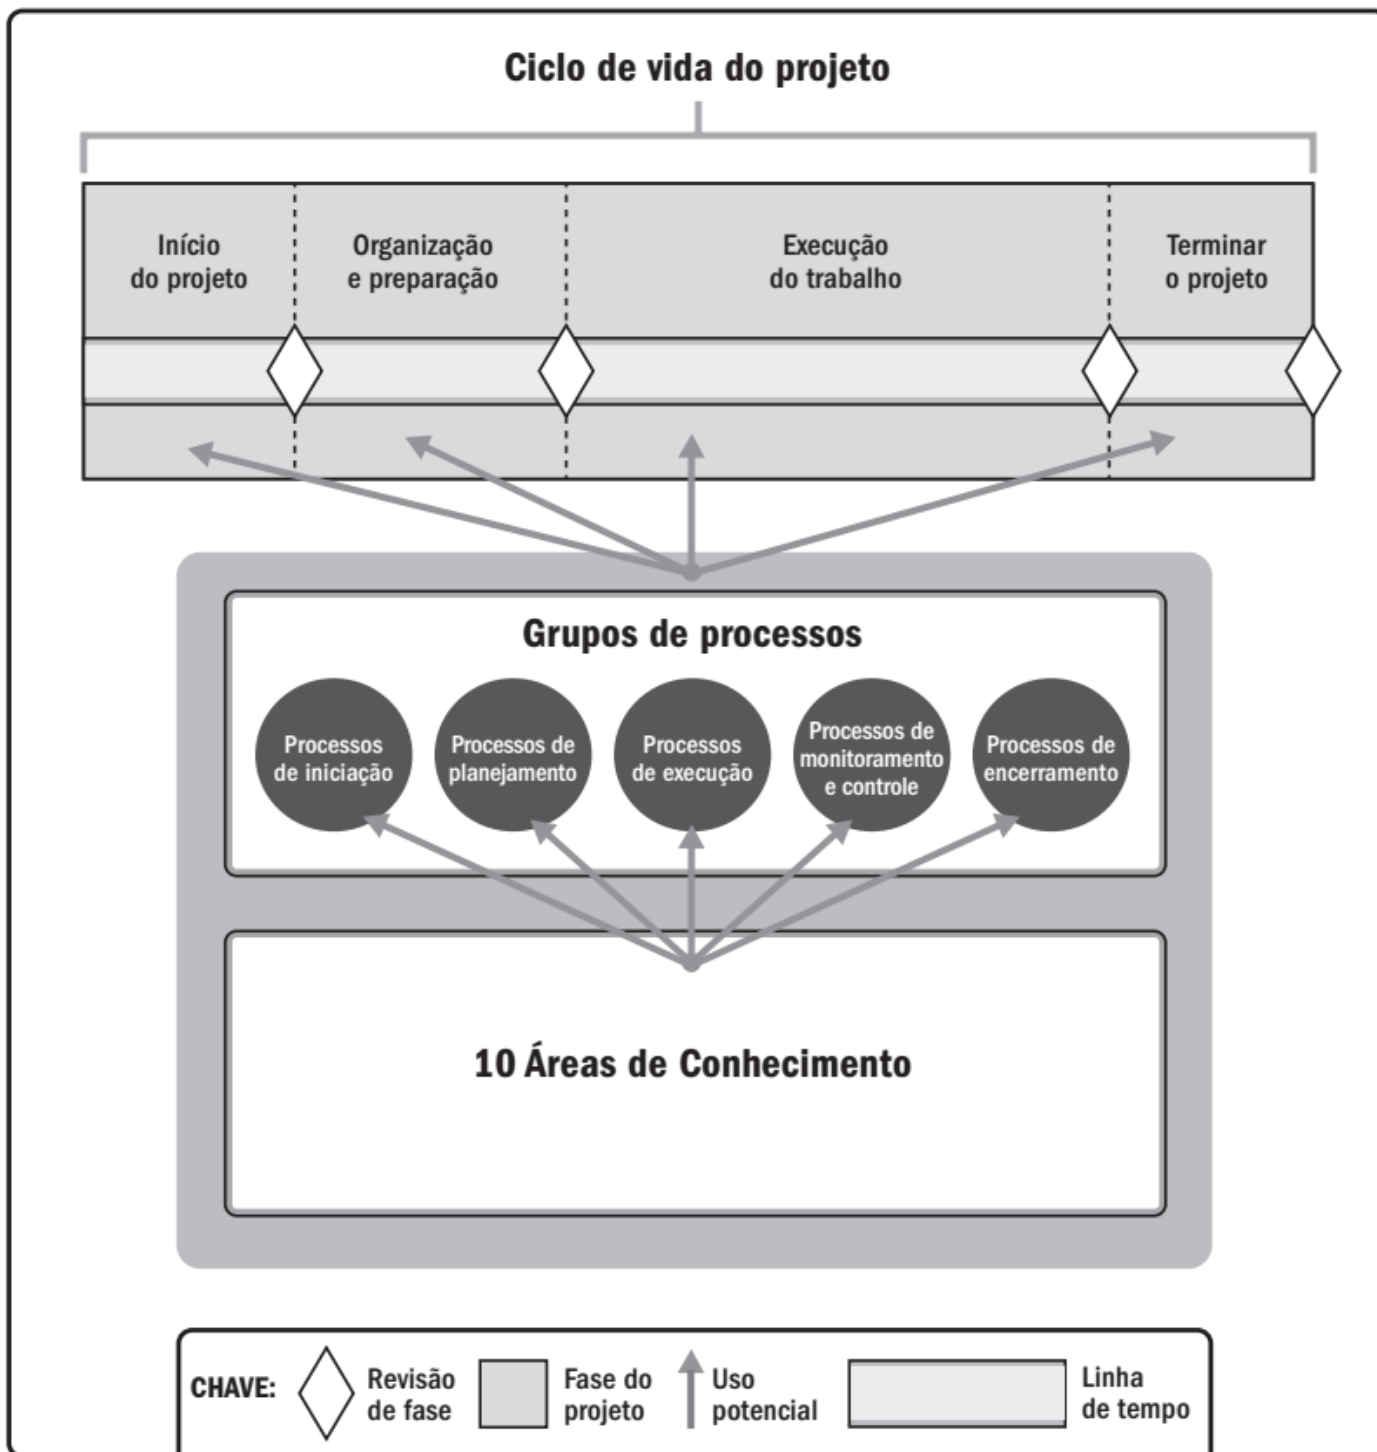 Ciclo de vida do projeto
Início
do projeto
Organização
e preparação
Execução
do trabalho
Terminar
o projeto
Grupos de processos
Processos
de iniciação
Processos de
planejamento
Processos
de execução
Processos de
monitoramento
e controle
Processos de
encerramento
10 Áreas de Conhecimento
CHAVE:
Revisão
de fase
Fase do
projeto
Uso
potencial
Linha
de tempo